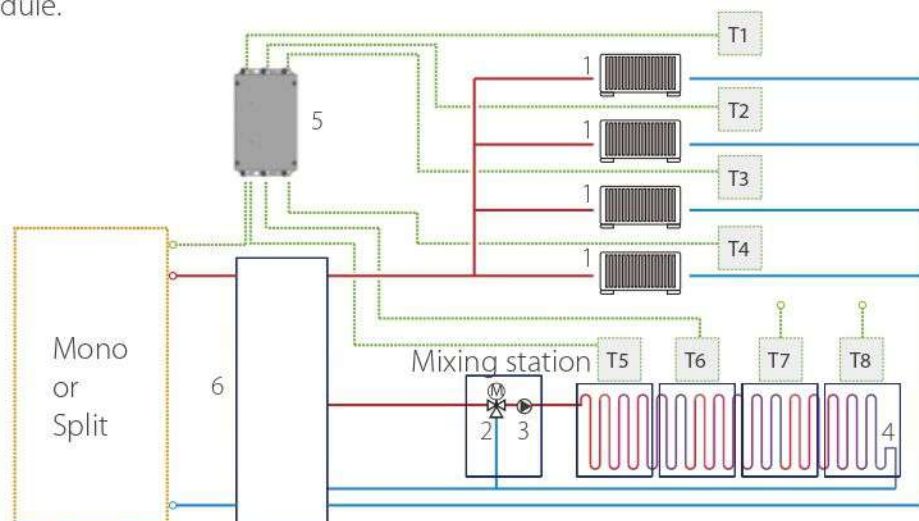 dule.
T1
1
T2
5
1
T3
1
T4
1
Mono
or
Split
6
Mixing station
T5
T6
T7
T8
M
2
3
4